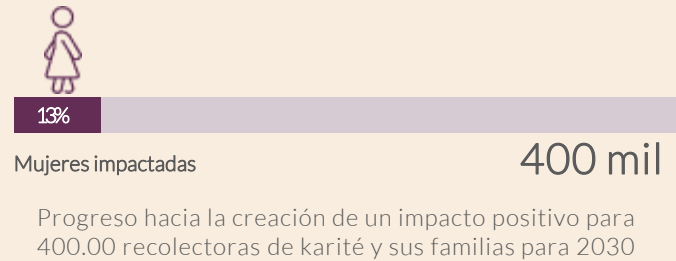 13%
Mujeres impactadas
400 mil
Progreso hacia la creación de un impacto positivo para
400.00 recolectoras de karité y sus familias para 2030